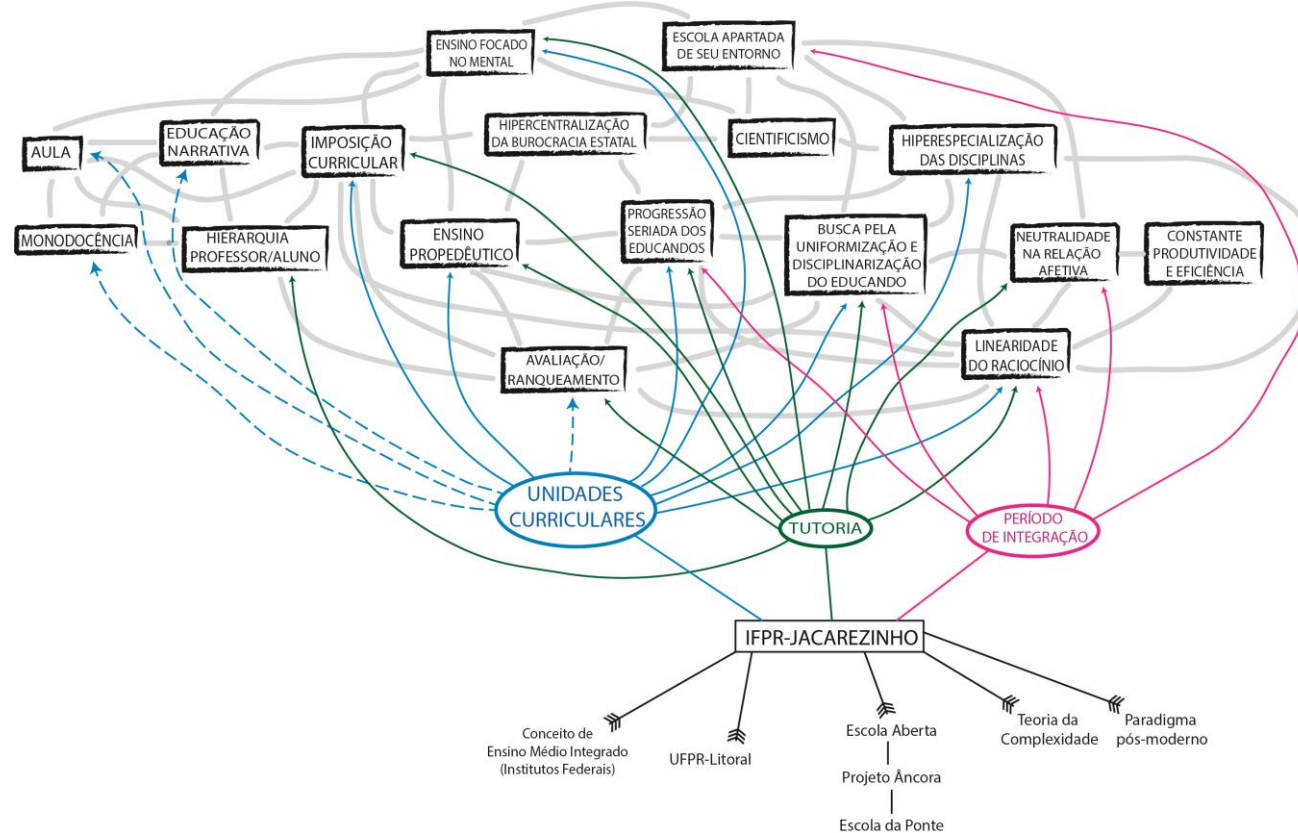 ENSINO FOCADO
NO MENTAL
ESCOLA APARTADA
DE SEU ENTORNO
AULA
EDUCAÇÃO
NARRATIVA
IMPOSIÇÃO
CURRICULAR
HIPERCENTRALIZAÇÃO
DA BUROCRACIA ESTATAL
CIENTIFICISMO
HIPERESPECIALIZAÇÃO
DAS DISCIPLINAS
MONODOCÊNCIA
HIERARQUIA
PROFESSOR/ALUNO
ENSINO
PROPEDÊUTICO
PROGRESSÃO
SERIADA DOS
EDUCANDOS
BUSCA PELA
UNIFORMIZAÇÃO E
DISCIPLINARIZAÇÃO
DO EDUCANDO
NEUTRALIDADE
NA RELAÇÃO
AFETIVA
CONSTANTE
PRODUTIVIDADE
E EFICIÊNCIA
AVALIAÇÃO/
RANQUEAMENTO
LINEARIDADE
DO RACIOCÍNIO
UNIDADES
CURRICULARES
TUTORIA
PERÍODO
DE INTEGRAÇÃO
IFPR-JACAREZINHO
Conceito de
Ensino Médio Integrado
(Institutos Federais)
UFPR-Litoral
Escola Aberta
Projeto Âncora
Escola da Ponte
Teoria da
Complexidade
Paradigma
pós-moderno